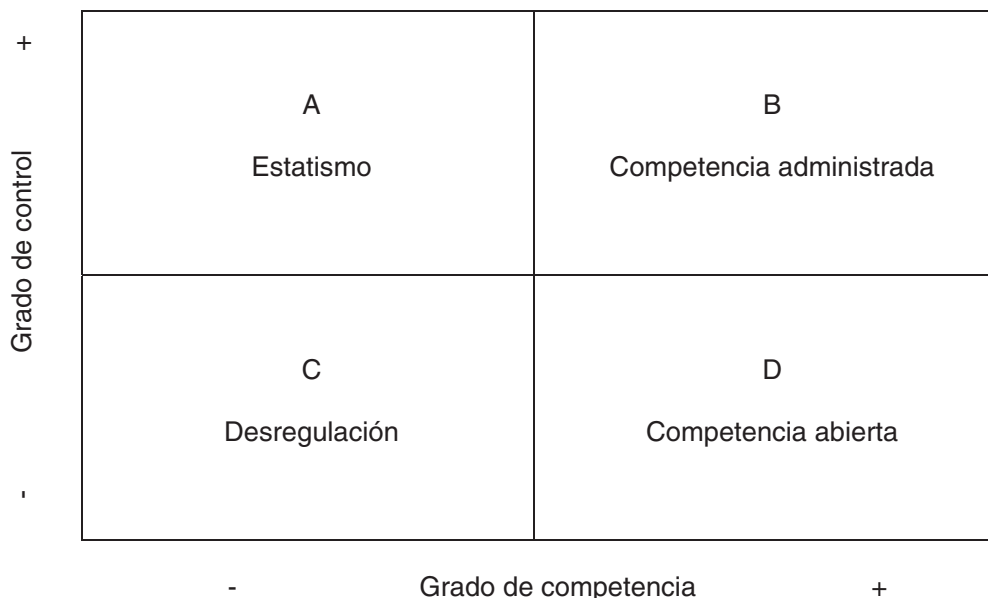 +
A
B
Estatismo
Competencia administrada
Grado de control
C
D
Desregulación
Competencia abierta
-
- Grado de competencia +